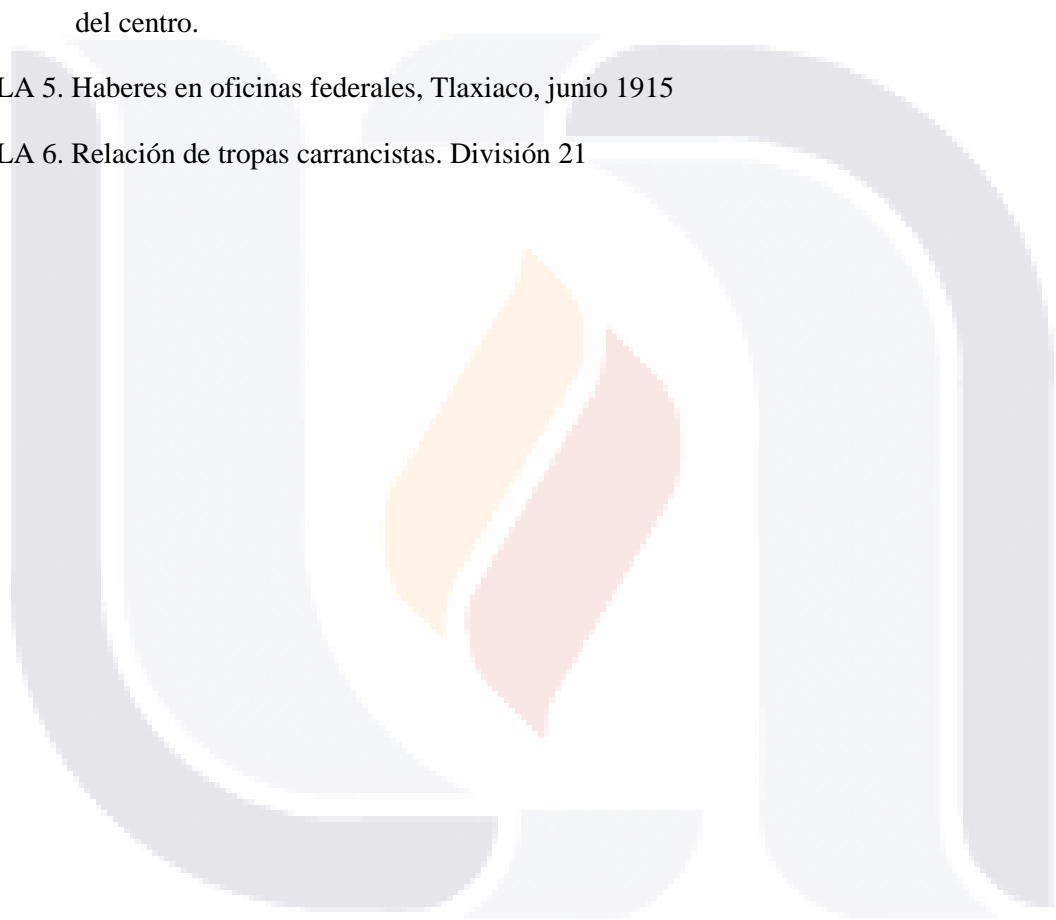 del centro.
LA 5. Haberes en oficinas federales, Tlaxiaco, junio 1915
LA 6. Relación de tropas carrancistas. División 21